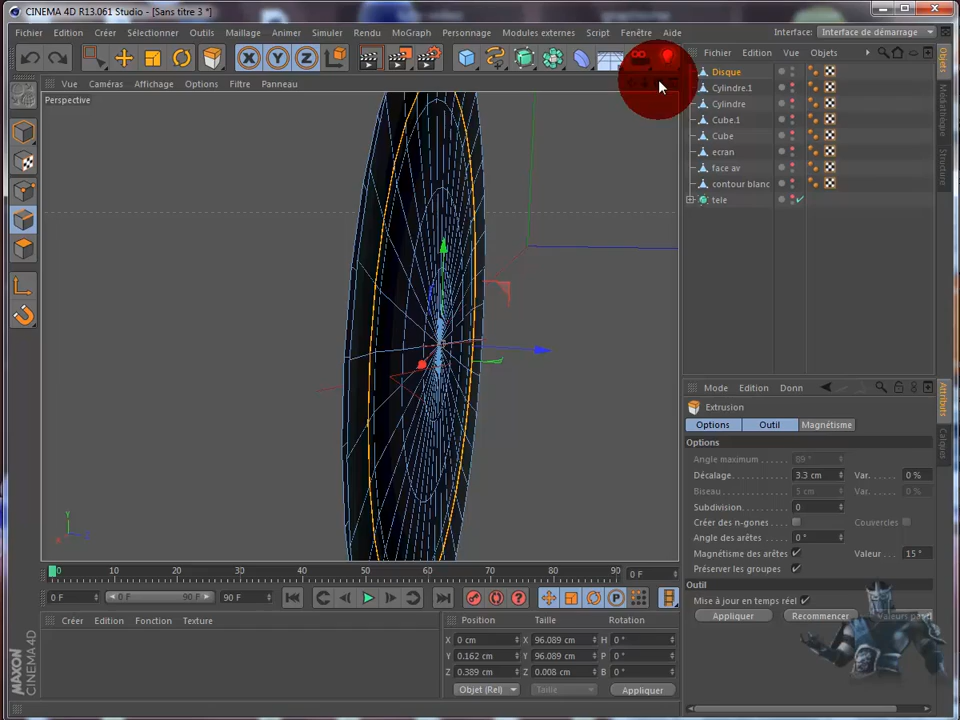 CINEMA 4D R13.061 Studio - [Sans titre 3 *]
Fichier Edition Créer Sélectionner Outils Maillage Animer Simuler Rendu MoGraph Personnage Pipeline Modules externes Script Fenêtre Aide Interface: Interface de démarrage
Vue Caméras Affichage Options Filtre Panneau
Perspective
Fichier Edition Vue Objets
Disque
Cylindre.1
Cylindre
Cube.1
Cube
ecran
face av
contour blanc
tele
Objets
Médiathèque
Structure
Attributs
Calques
Mode Edition Donn
Extrusion
Options Outil Magnétisme
Options
Angle maximum 89 °
Décalage 3.3 cm Var. 0 %
Biseau 5 cm Var. 0 %
Subdivision 0
Créer des n-gones Couvercles
Angle des arêtes 0 °
Magnétisme des arêtes Valeur 15 °
Préserver les groupes
Outil
Mise à jour en temps réel
Appliquer Recommencer
Y
X
0 10 20 30 40 50 60 70 80 90 0 F
0 F 0 F 90 F 90 F
Créer Edition Fonction Texture
Position Taille Rotation
X 0 cm X 96.089 cm H 0 °
Y 0.162 cm Y 96.089 cm P 0 °
Z 0.389 cm Z 0.008 cm B 0 °
Objet (Rel) Taille Appliquer
MAXON
CINEMA 4D